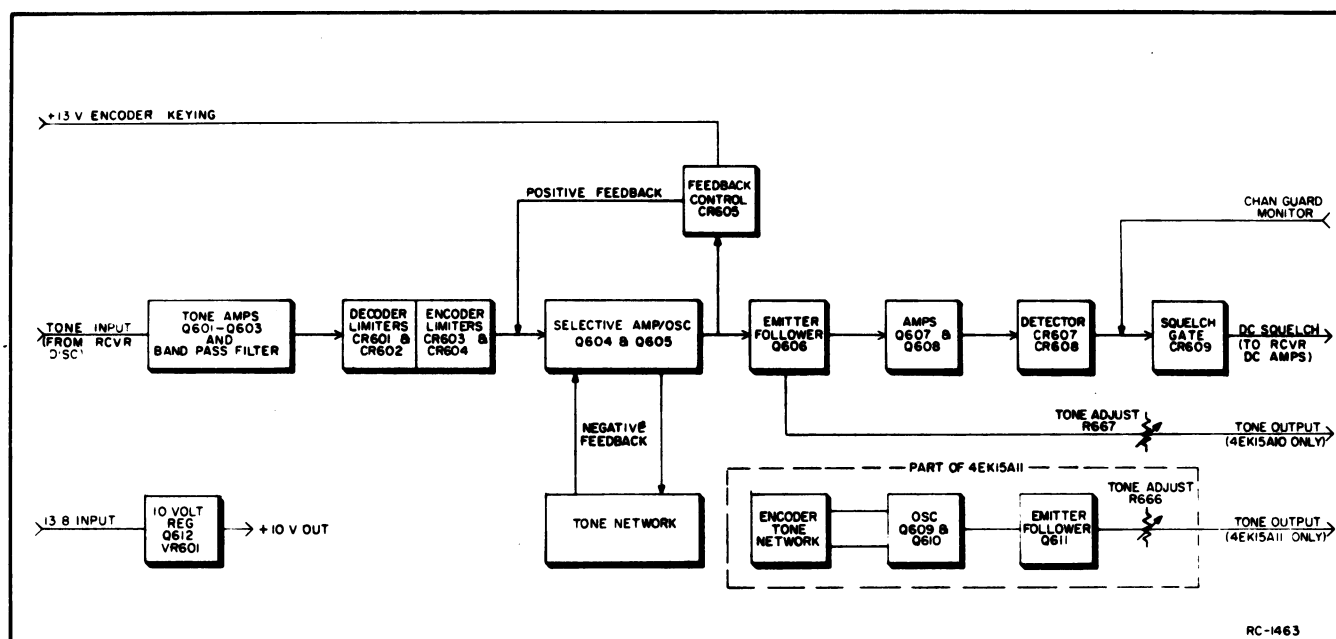 +13 V ENCODER KEYING
FEEDBACK
CONTROL
CR605
POSITIVE FEEDBACK
CHAN GUARD
MONITOR
TONE INPUT
(FROM RCVR
DISC)
TONE AMPS
Q601-Q603
AND
BAND PASS FILTER
DECODER
LIMITERS
CR601 &
CR602
ENCODER
LIMITERS
CR603 &
CR604
SELECTIVE AMP/OSC
Q604 & Q605
EMITTER
FOLLOWER
Q606
AMPS
Q607 &
Q608
DETECTOR
CR607
CR608
SQUELCH
GATE
CR609
DC SQUELCH
(TO RCVR
DC AMPS)
NEGATIVE
FEEDBACK
TONE ADJUST
R667
TONE OUTPUT
(4EK15A10 ONLY)
TONE NETWORK
PART OF 4EK15A11
ENCODER
TONE
NETWORK
OSC
Q609 &
Q610
EMITTER
FOLLOWER
Q611
TONE ADJUST
R666
TONE OUTPUT
(4EK15A11 ONLY)
13 8 INPUT
10 VOLT
REG
Q612
VR601
+10 V OUT
RC-1463